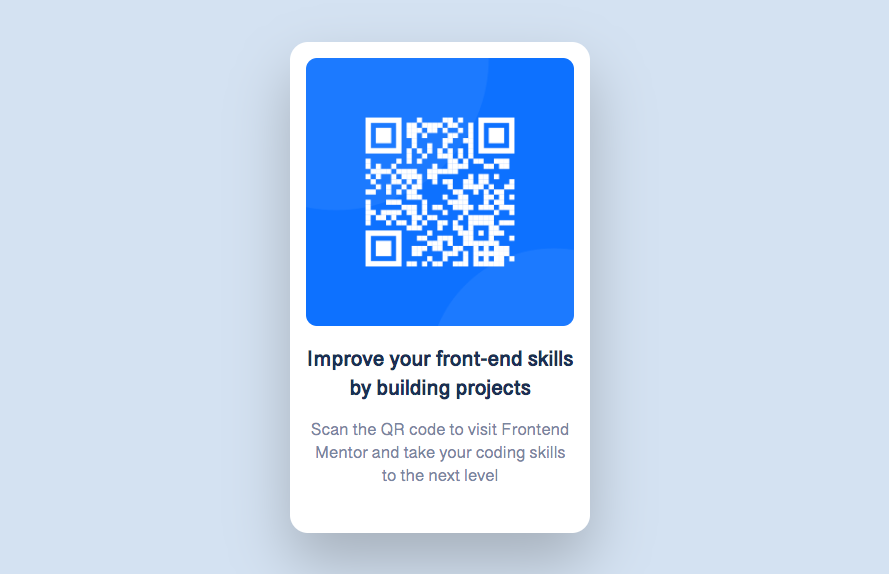 Improve your front-end skills
by building projects
Scan the QR code to visit Frontend
Mentor and take your coding skills
to the next level